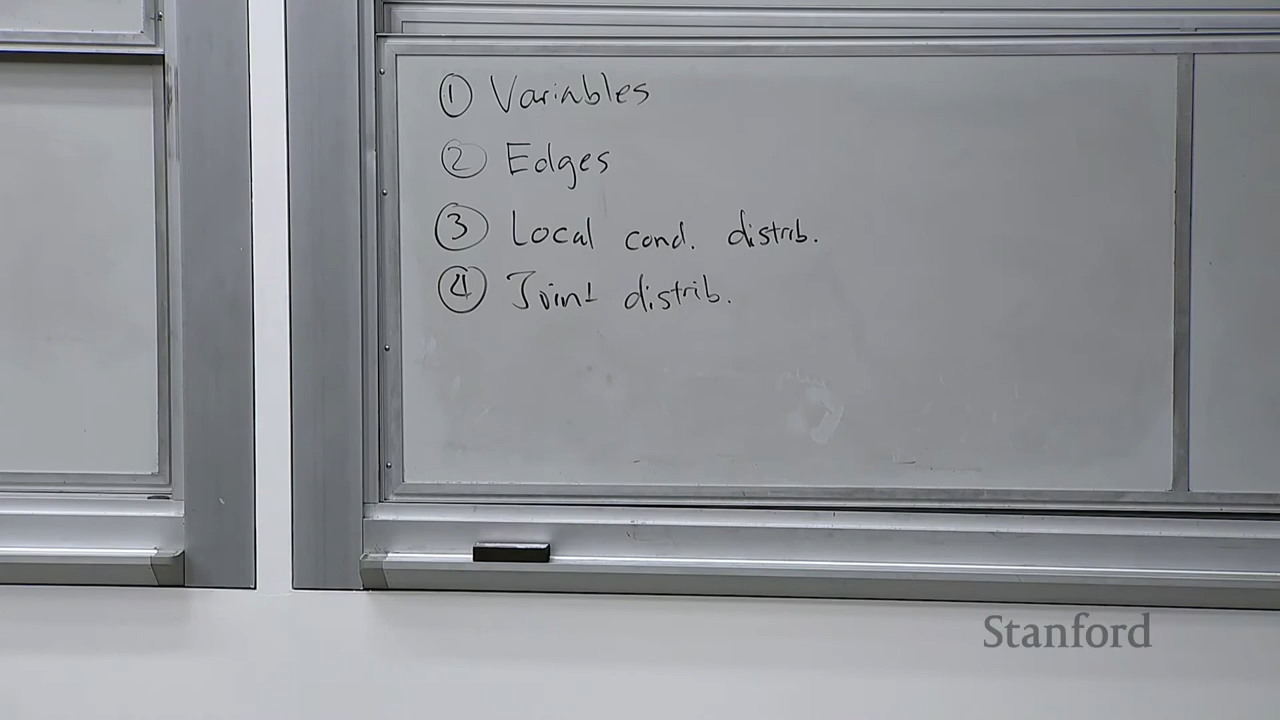 ① Variables
② Edges
③ Local cond. distrib.
④ Joint distrib.
Stanford